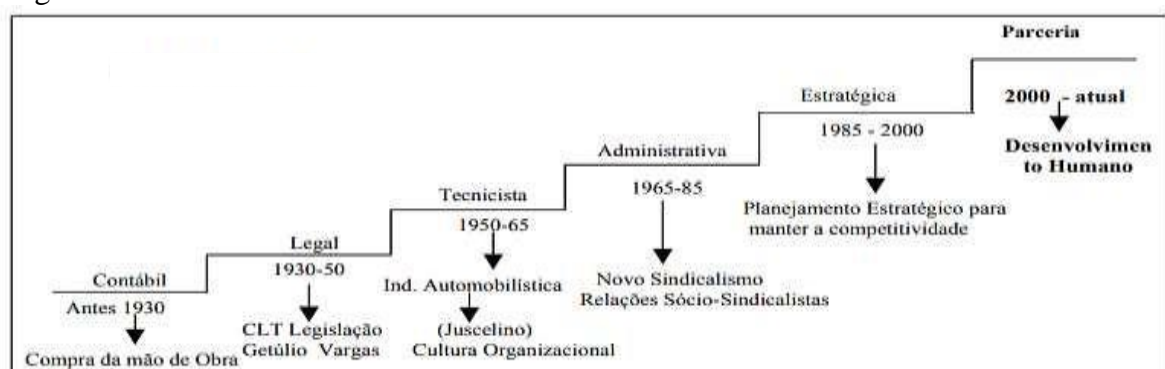 Parceria
2000 - atual
Desenvolvimen
to Humano
Estratégica
1985 - 2000
Planejamento Estratégico para
manter a competitividade
Administrativa
1965-85
Novo Sindicalismo
Relações Sócio-Sindicalistas
Tecnicista
1950-65
Ind. Automobilística
(Juscelino)
Cultura Organizacional
Legal
1930-50
CLT Legislação
Getúlio Vargas
Contábil
Antes 1930
Compra da mão de Obra